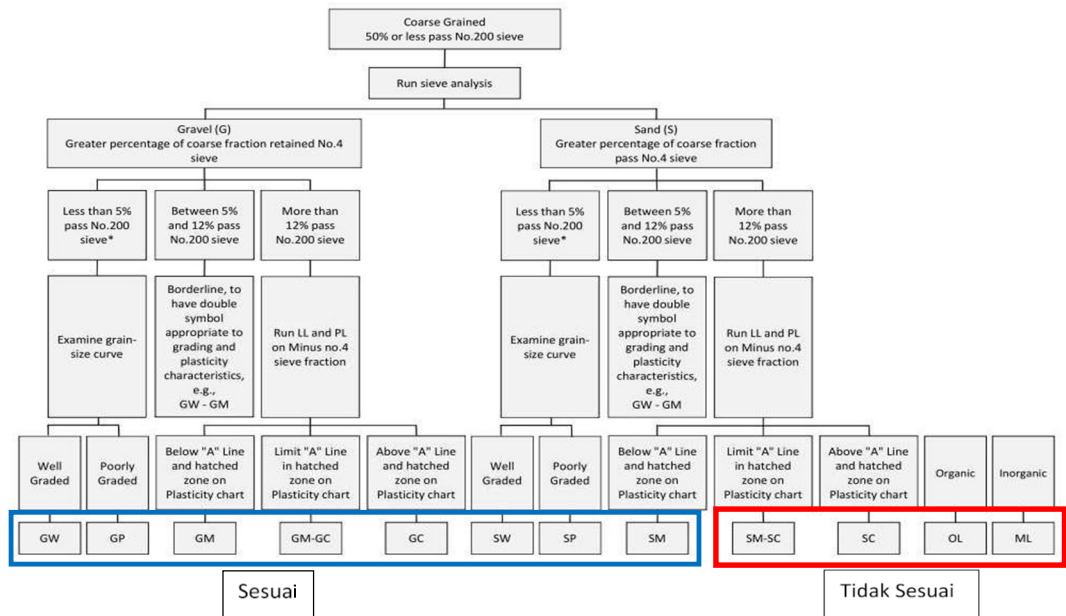 Coarse Grained
50% or less pass No.200 sieve
Run sieve analysis
Gravel (G)
Greater percentage of coarse fraction retained No.4
sieve
Sand (S)
Greater percentage of coarse fraction
pass No.4 sieve
Less than 5%
pass No.200
sieve*
Between 5%
and 12% pass
No.200 sieve
More than
12% pass
No.200 sieve
Less than 5%
pass No.200
sieve*
Between 5%
and 12% pass
No.200 sieve
More than
12% pass
No.200 sieve
Examine grain-
size curve
Borderline, to
have double
symbol
appropriate to
grading and
plasticity
characteristics,
e.g.,
GW - GM
Run LL and PL
on Minus no.4
sieve fraction
Examine grain-
size curve
Borderline, to
have double
symbol
appropriate to
grading and
plasticity
characteristics,
e.g.,
GW - GM
Run LL and PL
on Minus no.4
sieve fraction
Well
Graded
Poorly
Graded
Below "A" Line
and hatched
zone on
Plasticity chart
Limit "A" Line
in hatched
zone on
Plasticity chart
Above "A" Line
and hatched
zone on
Plasticity chart
Well
Graded
Poorly
Graded
Below "A" Line
and hatched
zone on
Plasticity chart
Limit "A" Line
in hatched
zone on
Plasticity chart
Above "A" Line
and hatched
zone on
Plasticity chart
Organic
Inorganic
GW
GP
GM
GM-GC
GC
SW
SP
SM
SM-SC
SC
OL
ML
Sesuai
Tidak Sesuai